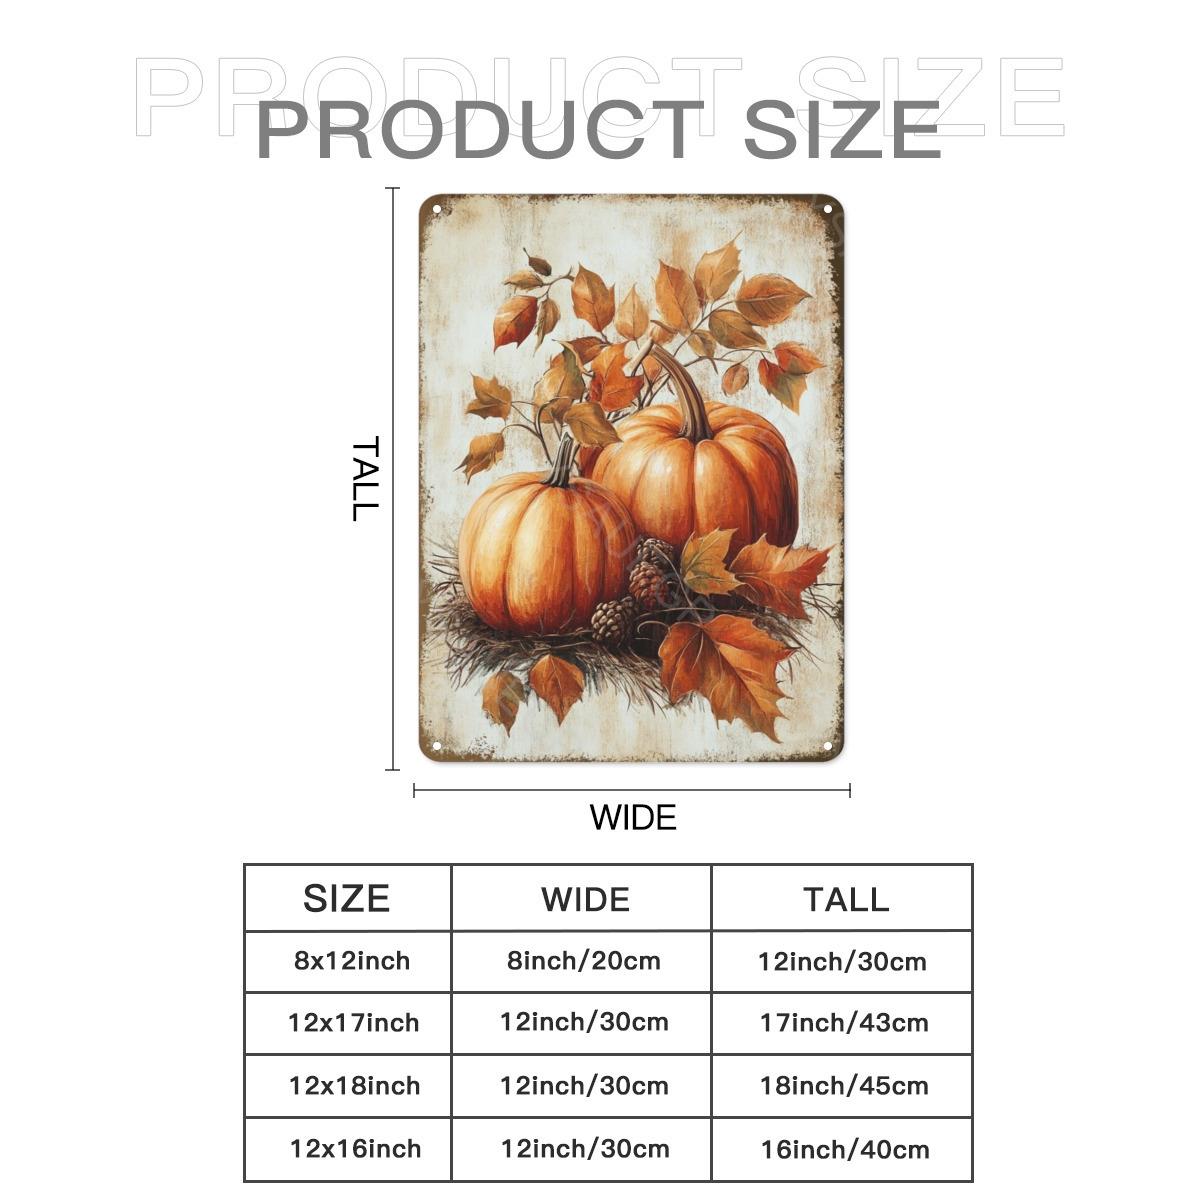 PRODUCT SIZE
PRODUCT SIZE
TALL
WIDE
SIZE WIDE TALL
8x12inch 8inch/20cm 12inch/30cm
12x17inch 12inch/30cm 17inch/43cm
12x18inch 12inch/30cm 18inch/45cm
12x16inch 12inch/30cm 16inch/40cm